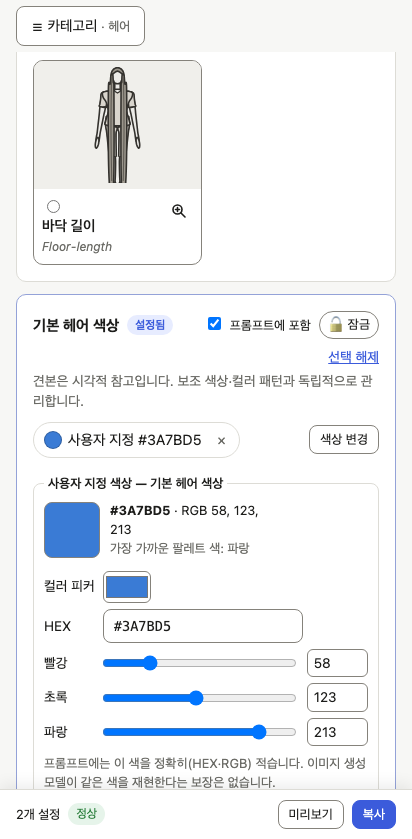 ≡ 카테고리 · 헤어
바닥 길이
Floor-length
기본 헤어 색상 설정됨 프롬프트에 포함 🔒 잠금
선택 해제
견본은 시각적 참고입니다. 보조 색상·컬러 패턴과 독립적으로 관
리합니다.
사용자 지정 #3A7BD5 × 색상 변경
사용자 지정 색상 — 기본 헤어 색상
#3A7BD5 · RGB 58, 123,
213
가장 가까운 팔레트 색: 파랑
컬러 피커
HEX #3A7BD5
빨강 58
초록 123
파랑 213
프롬프트에는 이 색을 정확히(HEX·RGB) 적습니다. 이미지 생성
모델이 같은 색을 재현한다는 보장은 없습니다.
2개 설정 정상 미리보기 복사